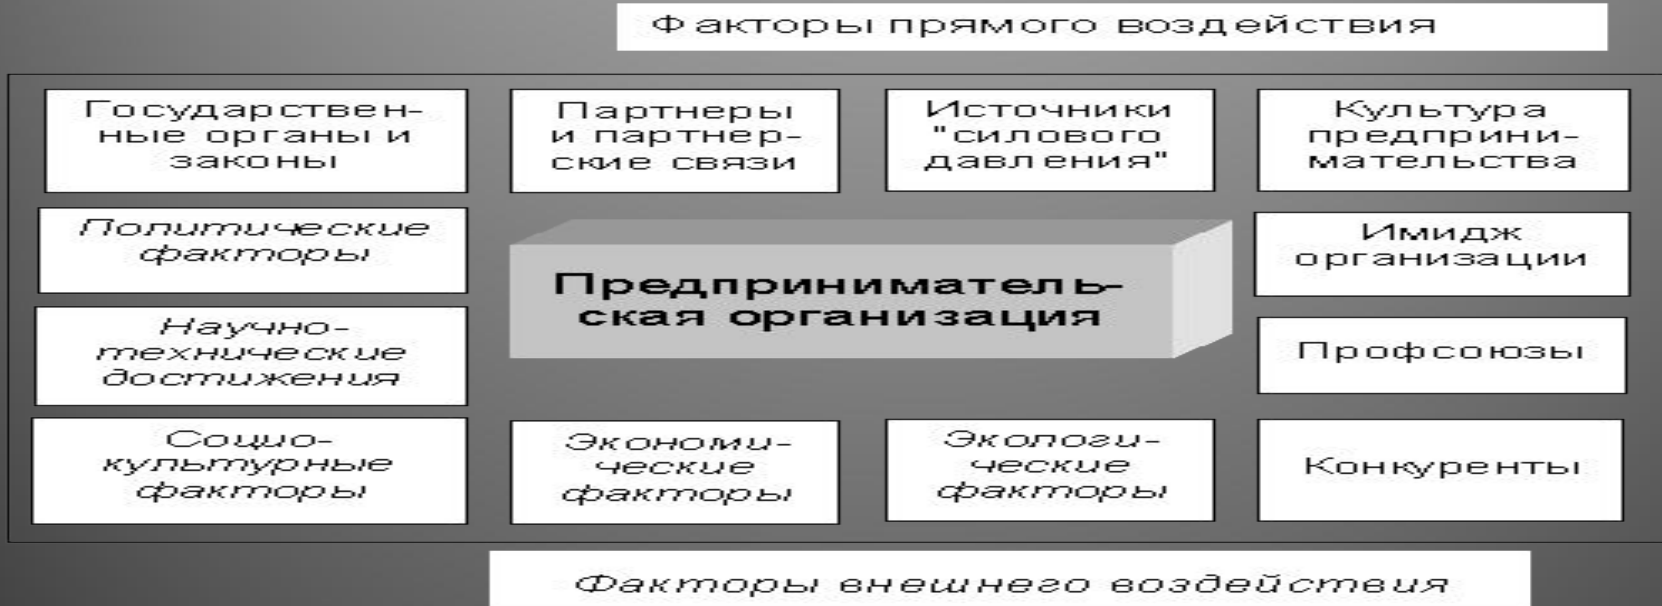 Факторы прямого воздействия
Государствен-
ные органы и
законы
Партнеры
и партнер-
ские связи
Источники
"силового
давления"
Культура
предприни-
мательства
Политические
факторы
Имидж
организации
Предприниматель-
ская организация
Научно-
технические
достижения
Профсоюзы
Социо-
культурные
факторы
Экономи-
ческие
факторы
Экологи-
ческие
факторы
Конкуренты
Факторы внешнего воздействия